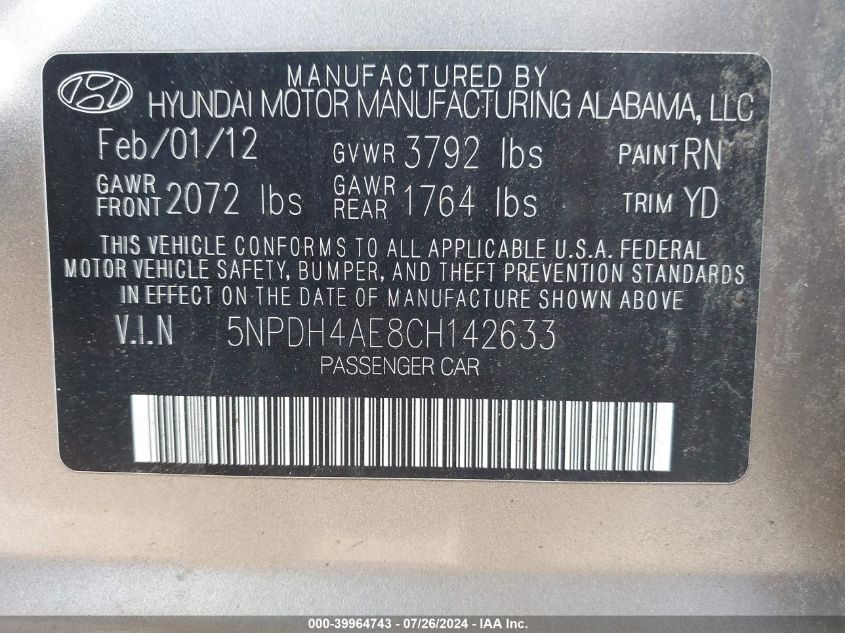 MANUFACTURED BY
HYUNDAI MOTOR MANUFACTURING ALABAMA, LLC
Feb/01/12 GVWR 3792 lbs PAINT RN
GAWR FRONT 2072 lbs GAWR REAR 1764 lbs TRIM YD
THIS VEHICLE CONFORMS TO ALL APPLICABLE U.S.A. FEDERAL
MOTOR VEHICLE SAFETY, BUMPER, AND THEFT PREVENTION STANDARDS
IN EFFECT ON THE DATE OF MANUFACTURE SHOWN ABOVE
V.I.N 5NPDH4AE8CH142633
PASSENGER CAR
000-39964743 - 07/26/2024 - IAA Inc.